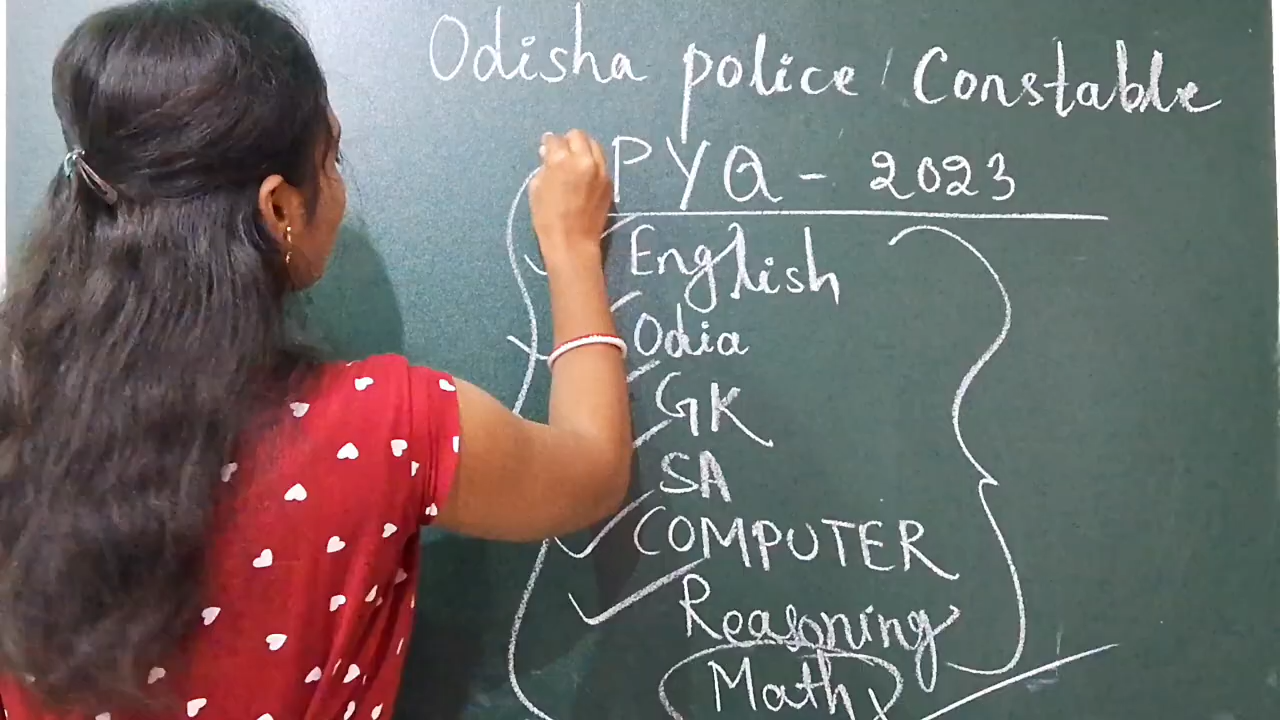 Odisha police Constable
PYQ - 2023
English
Odia
GK
SA
COMPUTER
Reasoning
Math